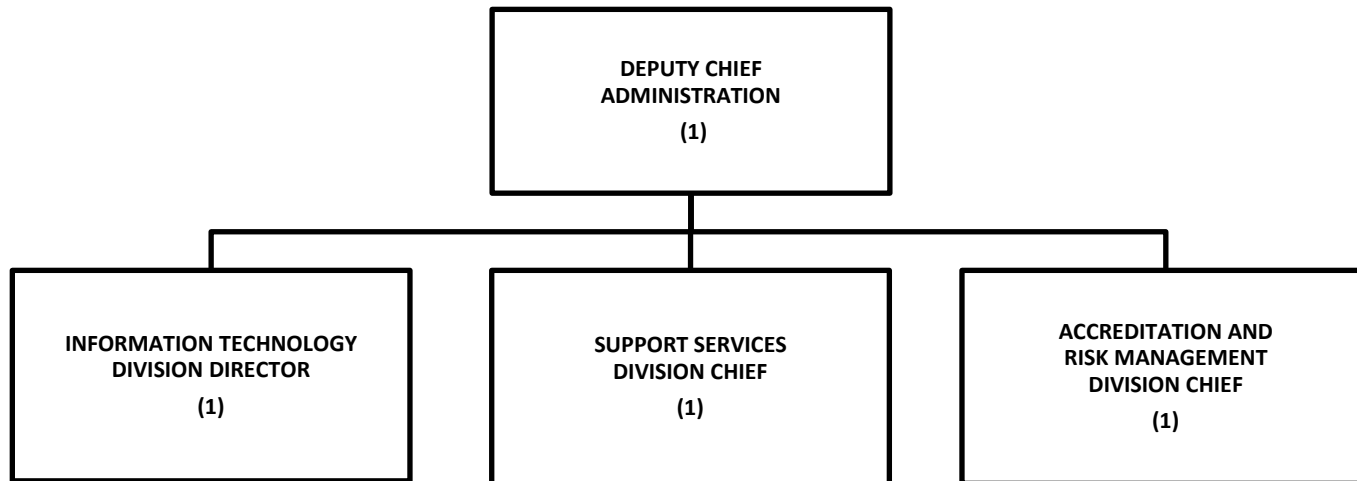 DEPUTY CHIEF
ADMINISTRATION
(1)
INFORMATION TECHNOLOGY
DIVISION DIRECTOR
(1)
SUPPORT SERVICES
DIVISION CHIEF
(1)
ACCREDITATION AND
RISK MANAGEMENT
DIVISION CHIEF
(1)